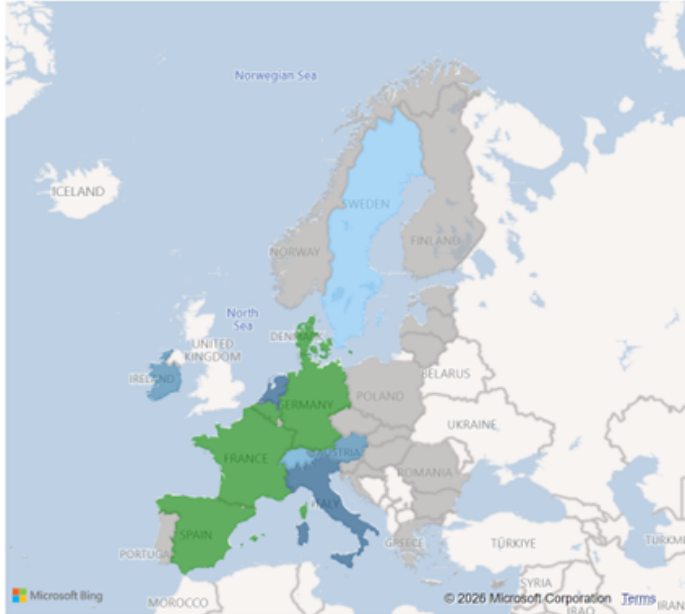 Norwegian Sea
ICELAND
SWEDEN
FINLAND
NORWAY
North
Sea
DENMARK
UNITED
KINGDOM
IRELAND
BELARUS
POLAND
GERMANY
UKRAINE
FRANCE
AUSTRIA
ROMANIA
ITALY
SPAIN
PORTUGA
GREECE
TÜRKIYE
TURKM
SYRIA
Microsoft Bing
© 2026 Microsoft Corporation Terms
MOROCCO
IRAQ
IRAN